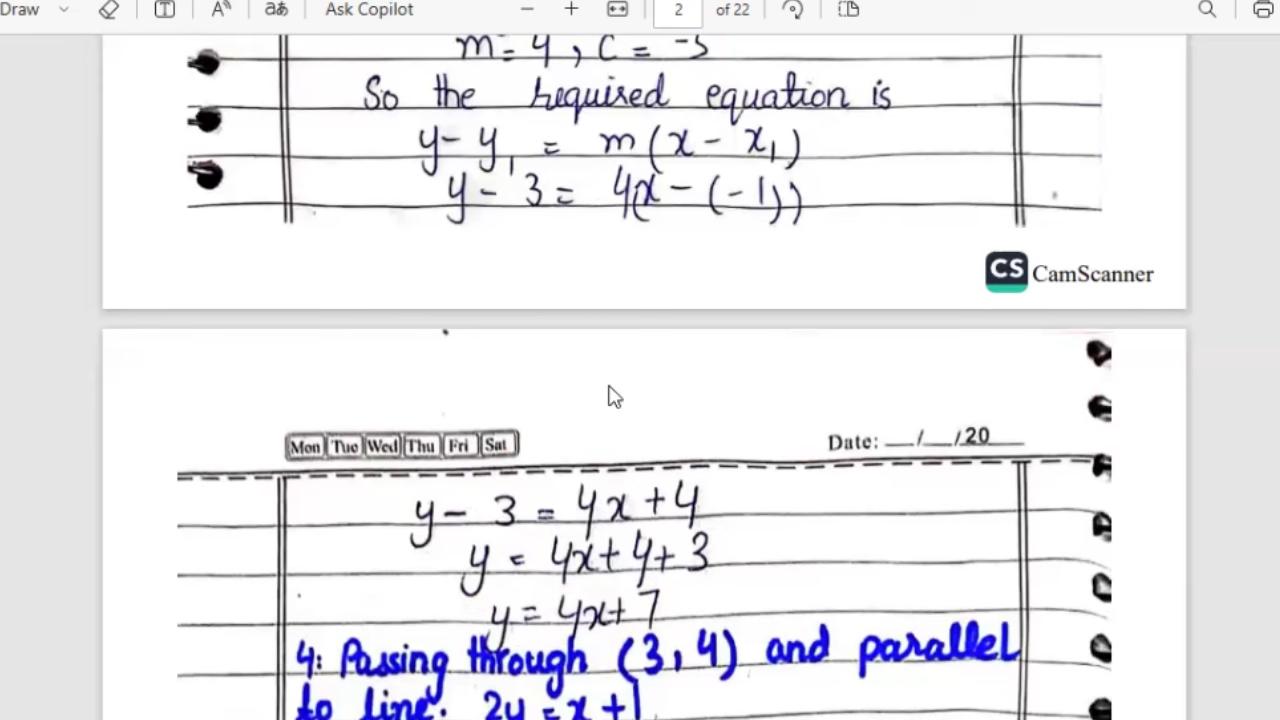 Draw
Ask Copilot
2 of 22
m = 4, C = -5
So the required equation is
y - y₁ = m(x - x₁)
y - 3 = 4(x - (-1))
CS CamScanner
Mon Tue Wed Thu Fri Sat
Date: __/__/20__
y - 3 = 4x + 4
y = 4x + 4 + 3
y = 4x + 7
4: Passing through (3, 4) and parallel
to line. 2y = x + 1